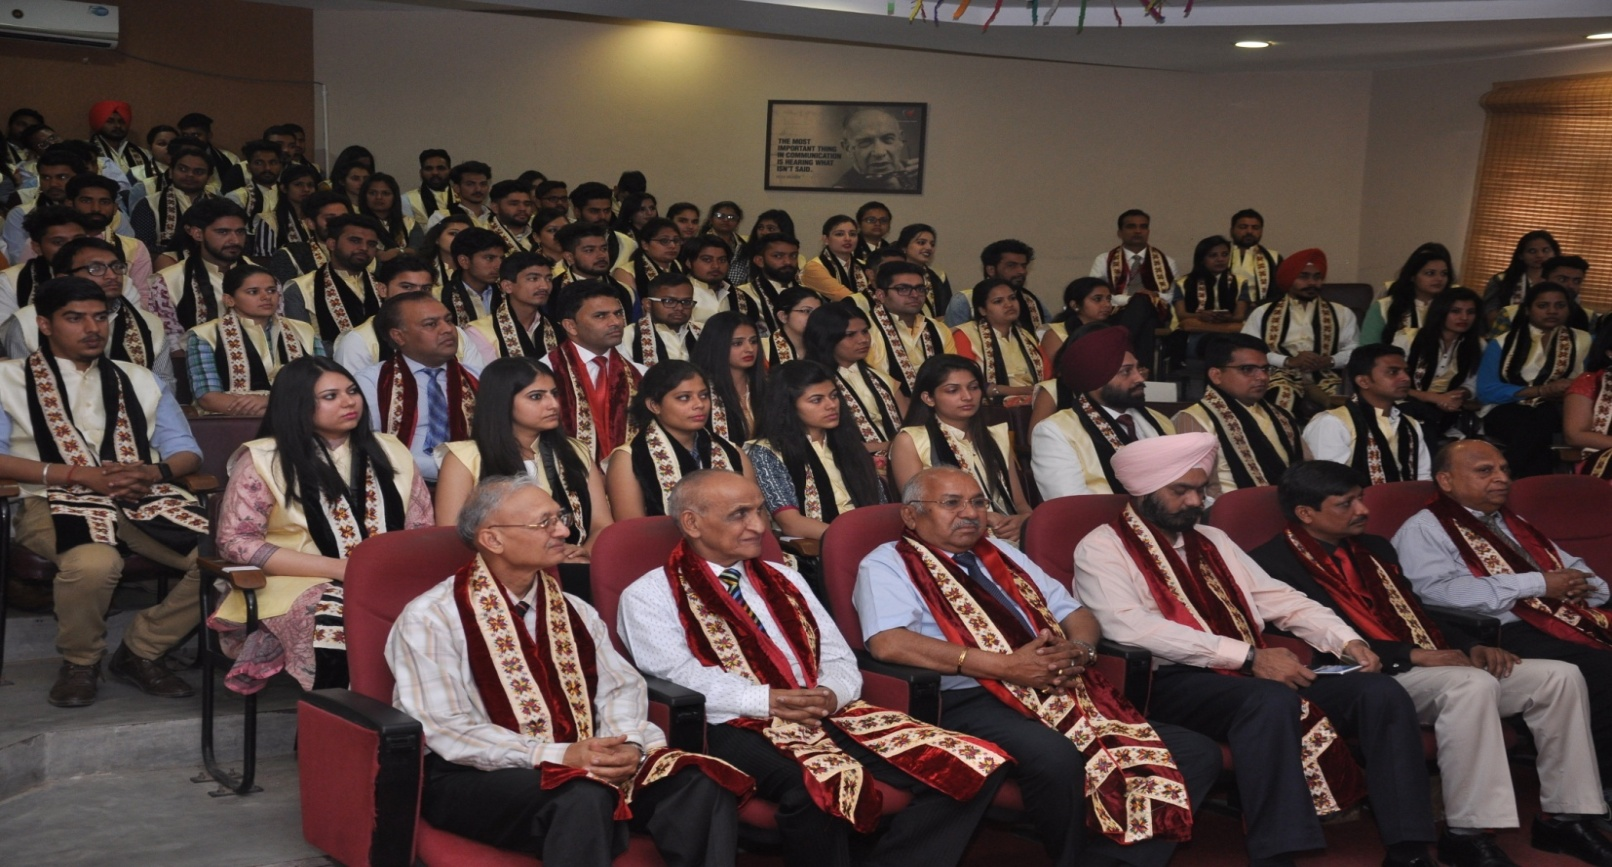 THE MOST
IMPORTANT THING
IN COMMUNICATION
IS HEARING WHAT
ISN'T SAID.